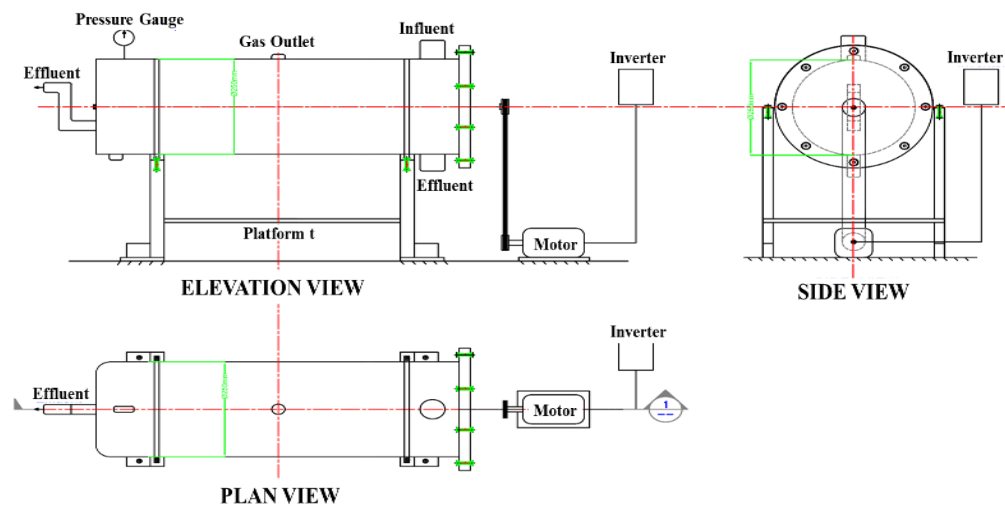 Pressure Gauge
Influent
Gas Outlet
Inverter
Inverter
Effluent
Effluent
Platform t
Motor
ELEVATION VIEW
SIDE VIEW
Inverter
Effluent
Motor
1
PLAN VIEW